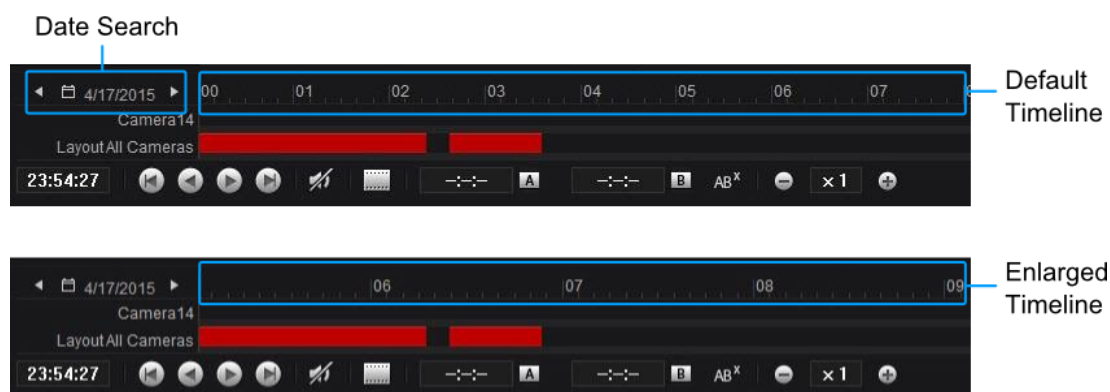 Date Search
4/17/2015 00 01 02 03 04 05 06 07
Default
Timeline
Camera14
Layout All Cameras
23:54:27 --:--:-- A --:--:-- B ABX × 1
Enlarged
Timeline
4/17/2015 06 07 08 09
Camera14
Layout All Cameras
23:54:27 --:--:-- A --:--:-- B ABX × 1